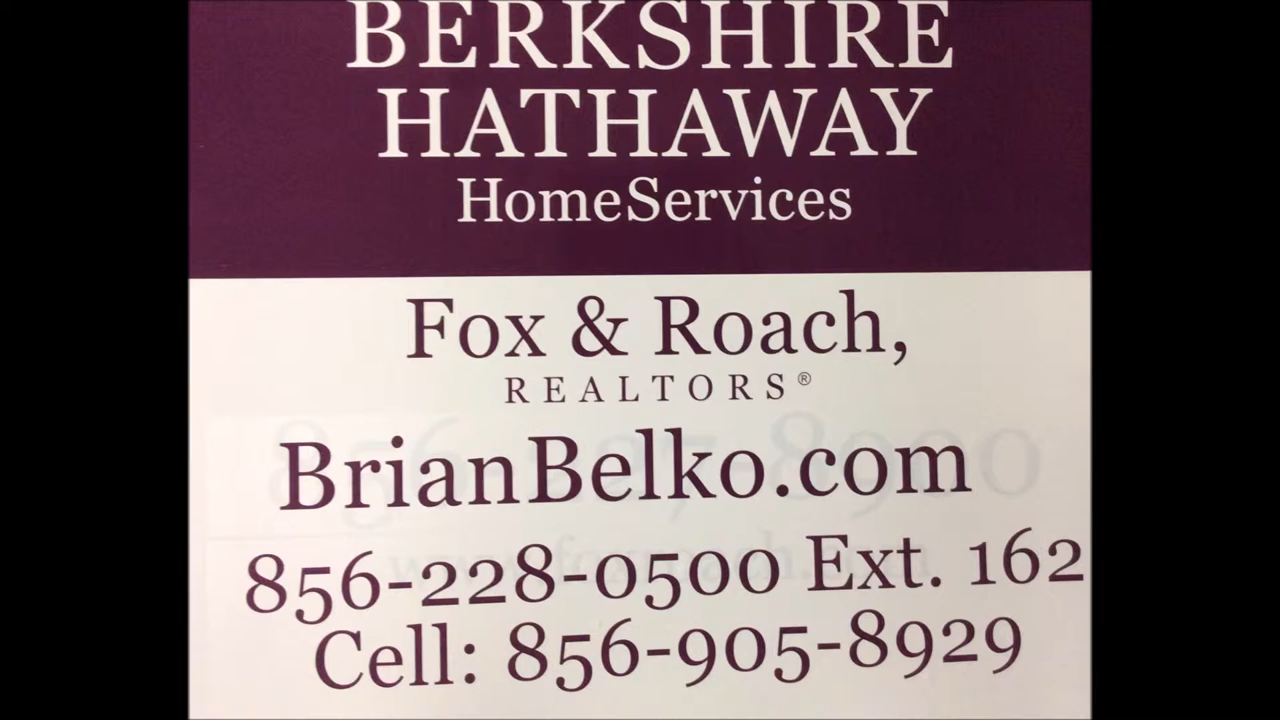 BERKSHIRE
HATHAWAY
HomeServices
Fox & Roach,
REALTORS®
BrianBelko.com
856-228-0500 Ext. 162
Cell: 856-905-8929